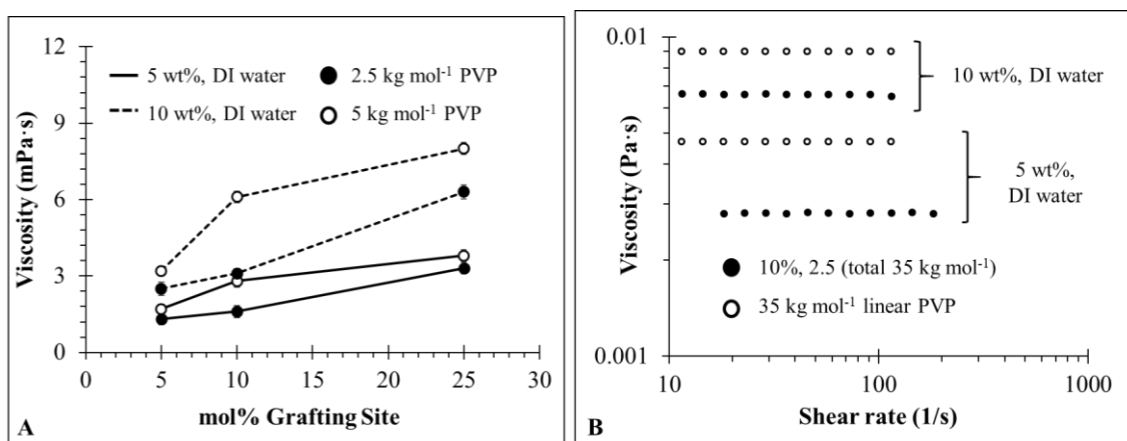 12
9
6
3
0
Viscosity (mPa·s)
5 wt%, DI water
10 wt%, DI water
2.5 kg mol⁻¹ PVP
5 kg mol⁻¹ PVP
0 5 10 15 20 25 30
mol% Grafting Site
A
0.01
0.001
Viscosity (Pa·s)
10 wt%, DI water
5 wt%,
DI water
10%, 2.5 (total 35 kg mol⁻¹)
35 kg mol⁻¹ linear PVP
10 100 1000
Shear rate (1/s)
B